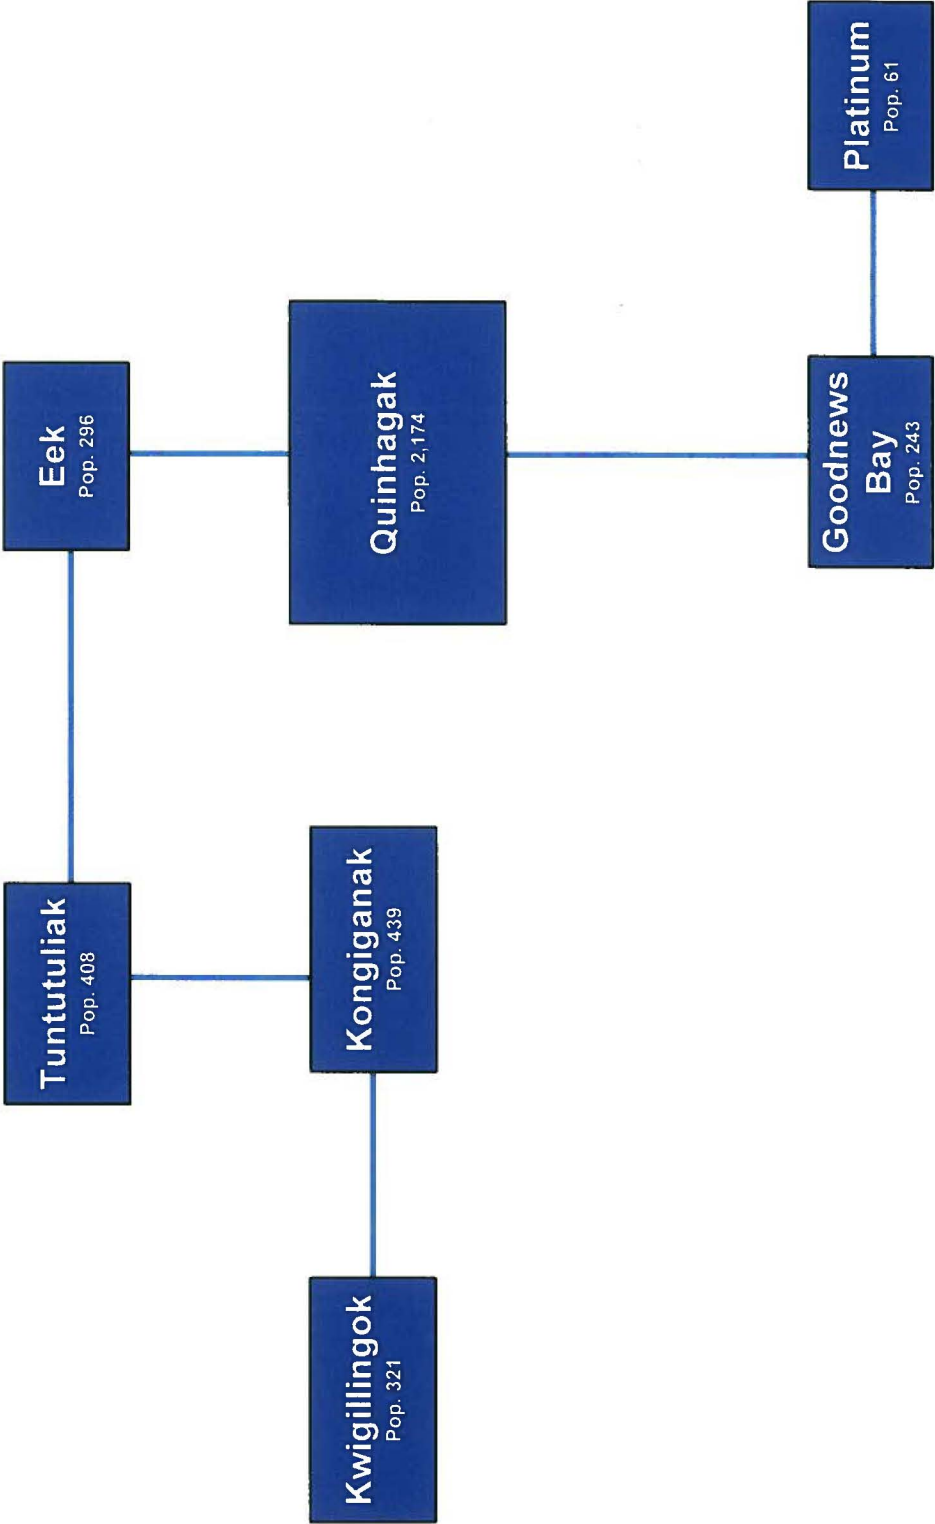 Platinum
Pop. 61
Eek
Pop. 296
Quinhagak
Pop. 2,174
Goodnews
Bay
Pop. 243
Tuntutuliak
Pop. 408
Kongiganak
Pop. 439
Kwigillingok
Pop. 321